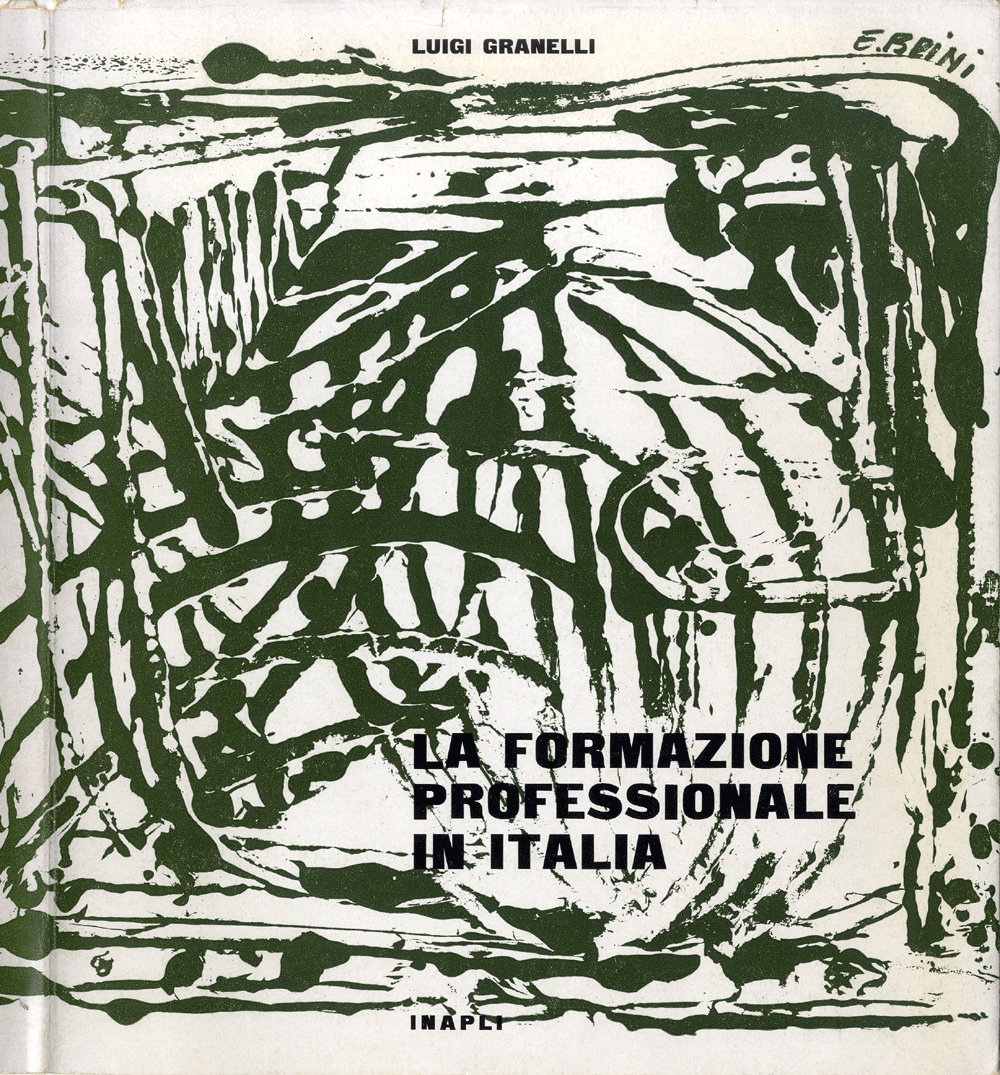 LUIGI GRANELLI
E. BRINI
LA FORMAZIONE
PROFESSIONALE
IN ITALIA
INAPLI